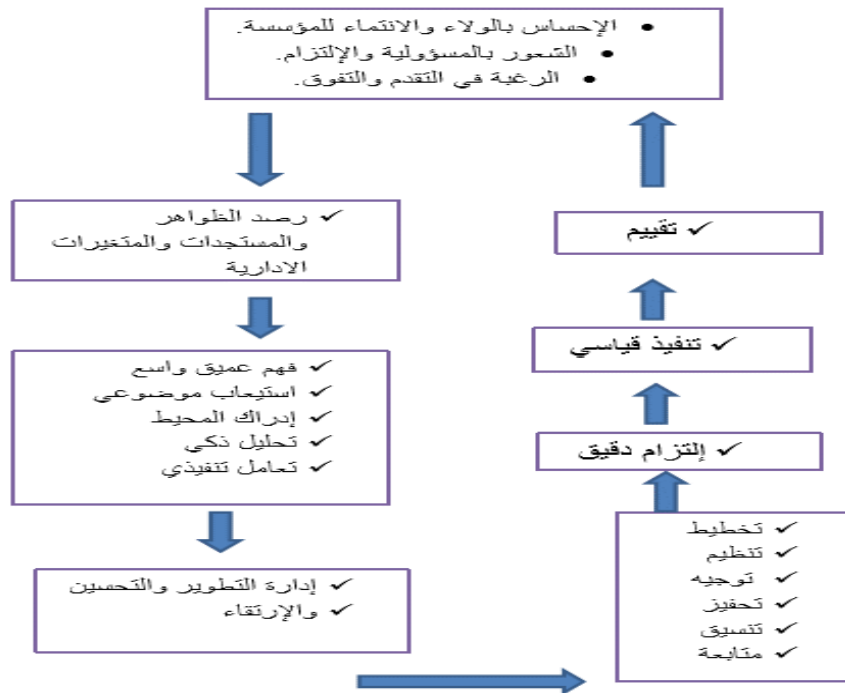 • الإحساس بالولاء والانتماء للمؤسسة.
• الشعور بالمسؤولية والإلتزام.
• الرغبة في التقدم والتفوق.
✓ رصد الظواهر
والمستجدات والمتغيرات
الادارية
✓ فهم عميق واسع
✓ استيعاب موضوعي
✓ إدراك المحيط
✓ تحليل ذكي
✓ تعامل تنفيذي
✓ إدارة التطوير والتحسين
✓ والإرتقاء
✓ تخطيط
✓ تنظيم
✓ توجيه
✓ تحفيز
✓ تنسيق
✓ متابعة
✓ إلتزام دقيق
✓ تنفيذ قياسي
✓ تقييم